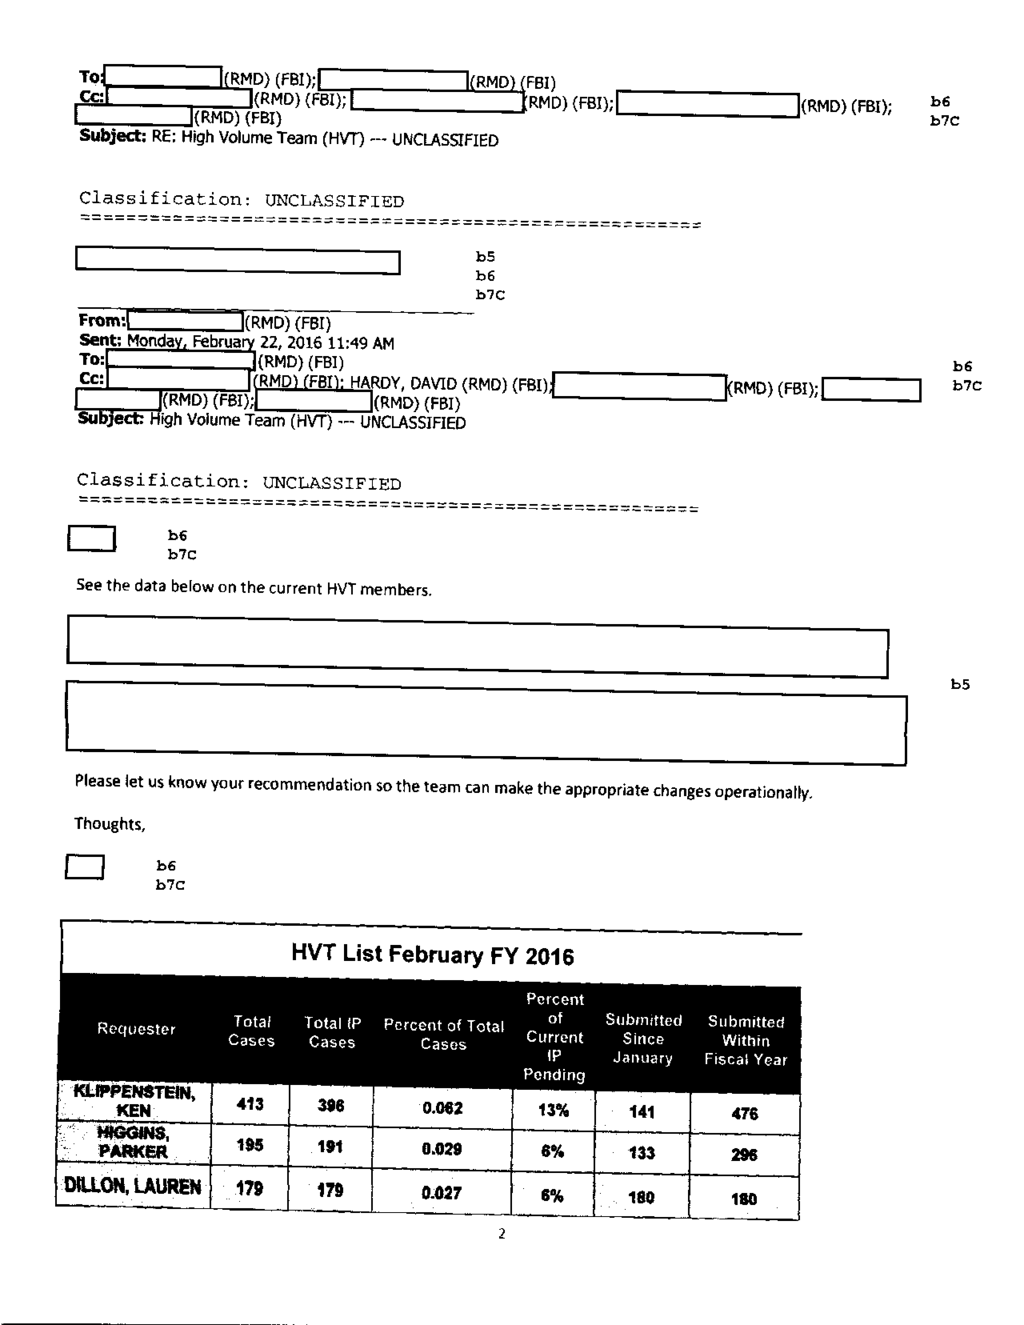 To: (RMD) (FBI); (RMD) (FBI)
Cc: (RMD) (FBI); (RMD) (FBI); (RMD) (FBI); b6
(RMD) (FBI) b7C
Subject: RE: High Volume Team (HVT) --- UNCLASSIFIED
Classification: UNCLASSIFIED
==============================================================
b5
b6
b7C
From: (RMD) (FBI)
Sent: Monday, February 22, 2016 11:49 AM
To: (RMD) (FBI) b6
Cc: (RMD) (FBI); HARDY, DAVID (RMD) (FBI); (RMD) (FBI); b7C
(RMD) (FBI); (RMD) (FBI)
Subject: High Volume Team (HVT) --- UNCLASSIFIED
Classification: UNCLASSIFIED
==============================================================
b6
b7C
See the data below on the current HVT members.
b5
Please let us know your recommendation so the team can make the appropriate changes operationally.
Thoughts,
b6
b7C
HVT List February FY 2016
Requester Total Cases Total IP Cases Percent of Total Cases Percent of Current IP Pending Submitted Since January Submitted Within Fiscal Year
KLIPPENSTEIN, KEN 413 396 0.062 13% 141 476
HIGGINS, PARKER 195 191 0.029 6% 133 296
DILLON, LAUREN 179 179 0.027 6% 180 180
2